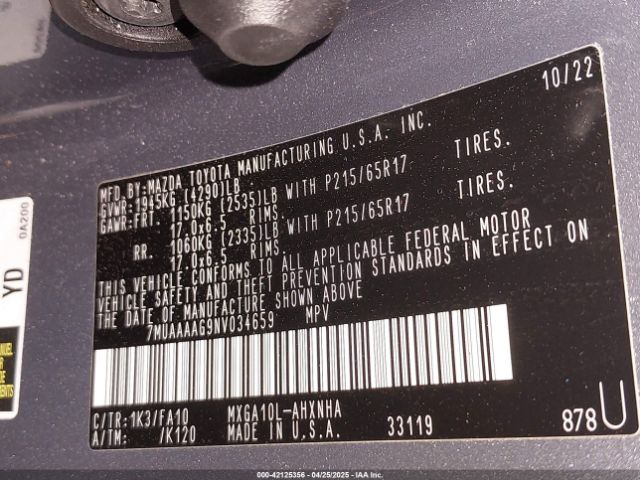 10/22
MFD.BY:MAZDA TOYOTA MANUFACTURING U.S.A. INC.
GVWR:1945KG (4290)LB
GAWR:FRT. 1150KG (2535)LB WITH P215/65R17 TIRES.
17.0x6.5 RIMS.
RR. 1060KG (2335)LB WITH P215/65R17 TIRES.
17.0x6.5 RIMS.
THIS VEHICLE CONFORMS TO ALL APPLICABLE FEDERAL MOTOR
VEHICLE SAFETY AND THEFT PREVENTION STANDARDS IN EFFECT ON
THE DATE OF MANUFACTURE SHOWN ABOVE
7MUAAAAG9NV034659 MPV
C/TR:1K3/FA10 MXGA10L-AHXNHA
A/TM: /K120 MADE IN U.S.A. 33119 878U
YD
0A200
000-42125356 | 04/25/2025 | IAAI.COM